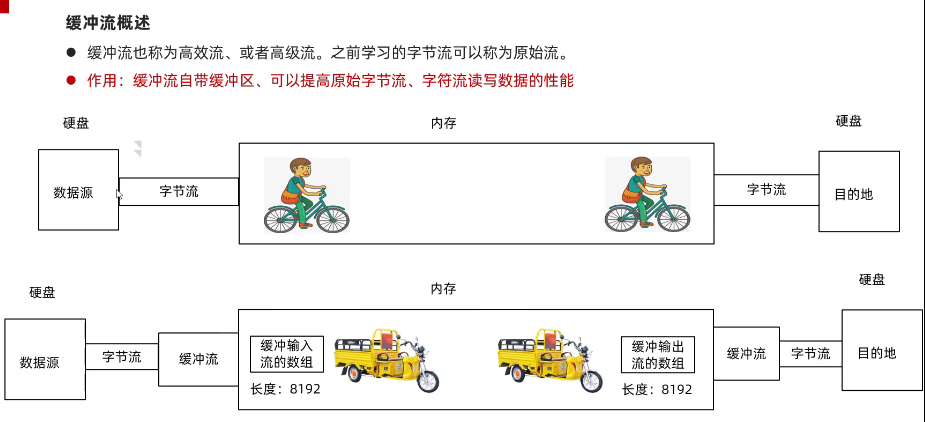 缓冲流概述
缓冲流也称为高效流、或者高级流。之前学习的字节流可以称为原始流。
作用：缓冲流自带缓冲区、可以提高原始字节流、字符流读写数据的性能
硬盘
内存
硬盘
数据源
字节流
字节流
目的地
硬盘
内存
硬盘
数据源
字节流
缓冲流
缓冲输入
流的数组
长度：8192
缓冲输出
流的数组
长度：8192
缓冲流
字节流
目的地